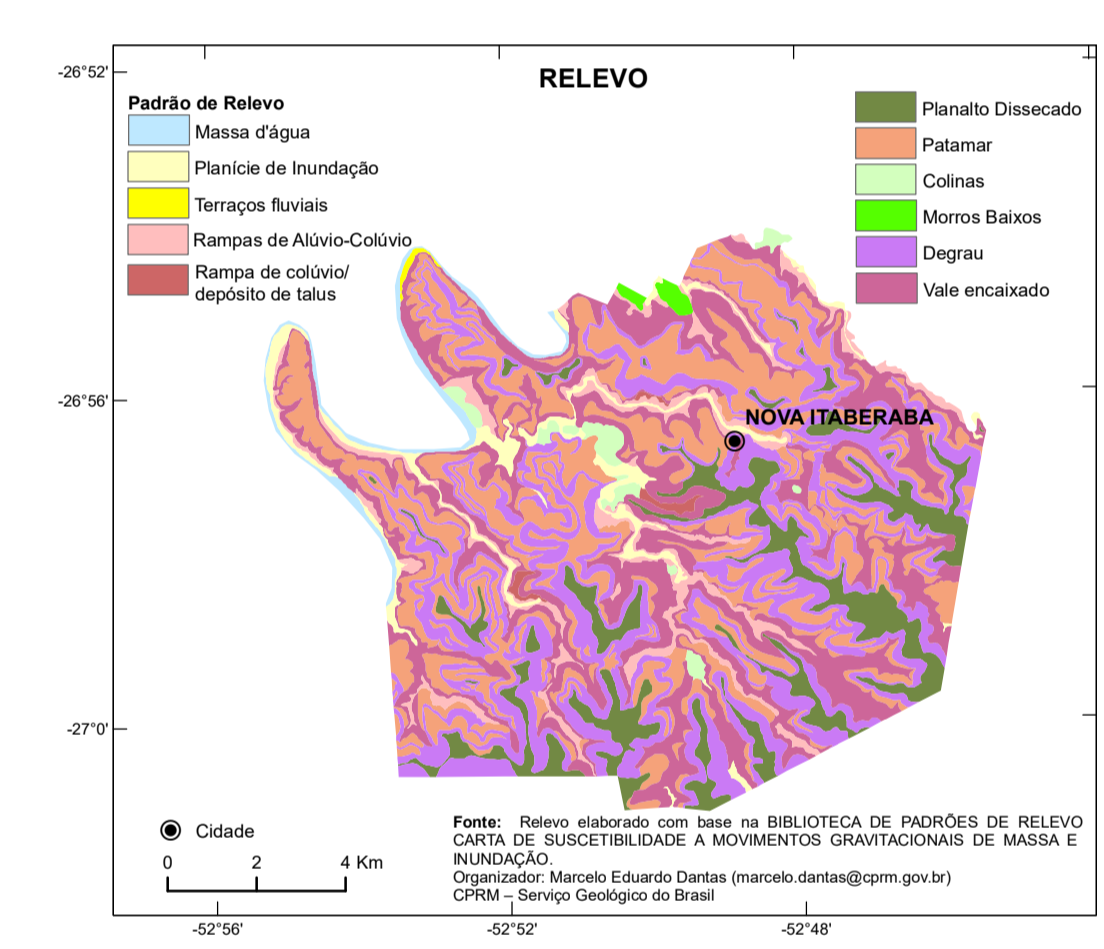 RELEVO
-26°52'
-26°56'
-27°0'
Padrão de Relevo
Massa d'água
Planície de Inundação
Terraços fluviais
Rampas de Alúvio-Colúvio
Rampa de colúvio/
depósito de talus
Planalto Dissecado
Patamar
Colinas
Morros Baixos
Degrau
Vale encaixado
NOVA ITABERABA
Cidade
0 2 4 Km
Fonte: Relevo elaborado com base na BIBLIOTECA DE PADRÕES DE RELEVO
CARTA DE SUSCETIBILIDADE A MOVIMENTOS GRAVITACIONAIS DE MASSA E
INUNDAÇÃO.
Organizador: Marcelo Eduardo Dantas (marcelo.dantas@cprm.gov.br)
CPRM – Serviço Geológico do Brasil
-52°56' -52°52' -52°48'